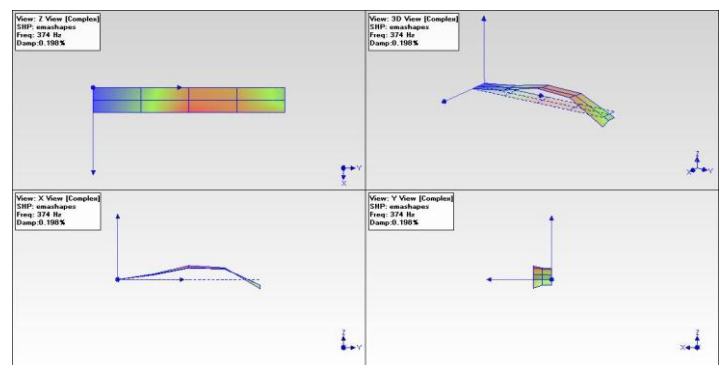 View: Z View [Complex]
SHP: emashapes
Freq: 374 Hz
Damp:0.198%
Y
X
View: 3D View [Complex]
SHP: emashapes
Freq: 374 Hz
Damp:0.198%
Z
X Y
View: X View [Complex]
SHP: emashapes
Freq: 374 Hz
Damp:0.198%
Z
Y
View: Y View [Complex]
SHP: emashapes
Freq: 374 Hz
Damp:0.198%
Z
X